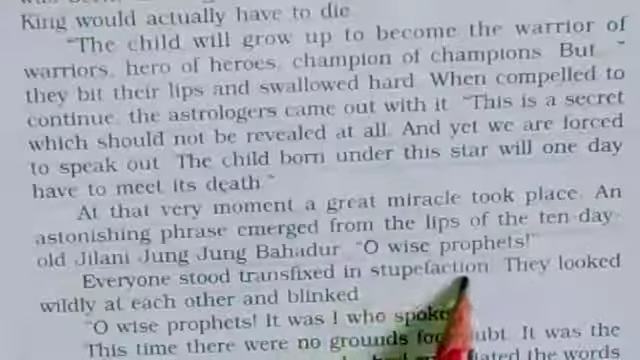 King would actually have to die
"The child will grow up to become the warrior of
warriors, hero of heroes, champion of champions. But..."
they bit their lips and swallowed hard. When compelled to
continue, the astrologers came out with it. "This is a secret
which should not be revealed at all. And yet we are forced
to speak out. The child born under this star will one day
have to meet its death."
At that very moment a great miracle took place. An
astonishing phrase emerged from the lips of the ten-day-
old Jilani Jung Jung Bahadur. "O wise prophets!"
Everyone stood transfixed in stupefaction. They looked
wildly at each other and blinked.
"O wise prophets! It was I who spoke
This time there were no grounds for doubt. It was the
the words